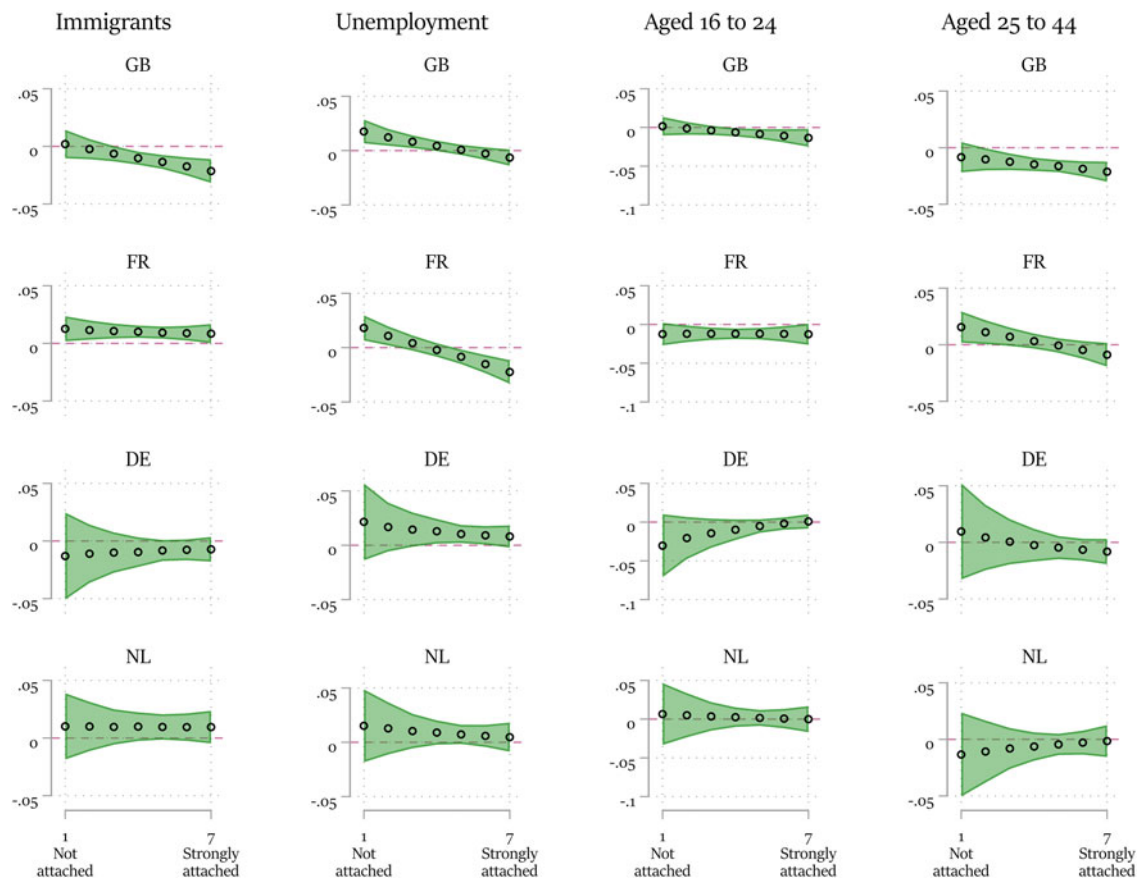 Immigrants Unemployment Aged 16 to 24 Aged 25 to 44
GB GB GB GB
.05 .05 .05 .05
0 0 0 0
-.05 -.05 -.05 -.05
-.1
FR FR FR FR
.05 .05 .05 .05
0 0 0 0
-.05 -.05 -.05 -.05
-.1
DE DE DE DE
.05 .05 .05 .05
0 0 0 0
-.05 -.05 -.05 -.05
-.1
NL NL NL NL
.05 .05 .05 .05
0 0 0 0
-.05 -.05 -.05 -.05
-.1
1 7 1 7 1 7 1 7
Not Strongly Not Strongly Not Strongly Not Strongly
attached attached attached attached attached attached attached attached